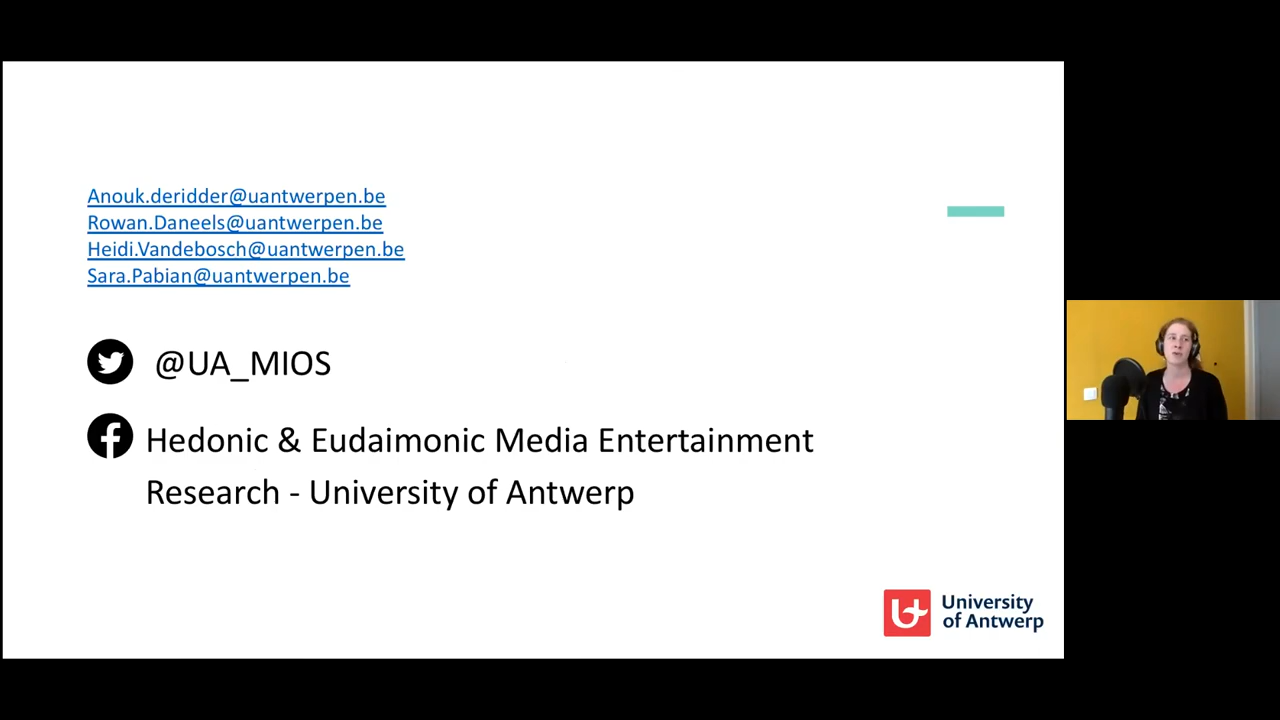 Anouk.deridder@uantwerpen.be
Rowan.Daneels@uantwerpen.be
Heidi.Vandebosch@uantwerpen.be
Sara.Pabian@uantwerpen.be
@UA_MIOS
Hedonic & Eudaimonic Media Entertainment
Research - University of Antwerp
University
of Antwerp